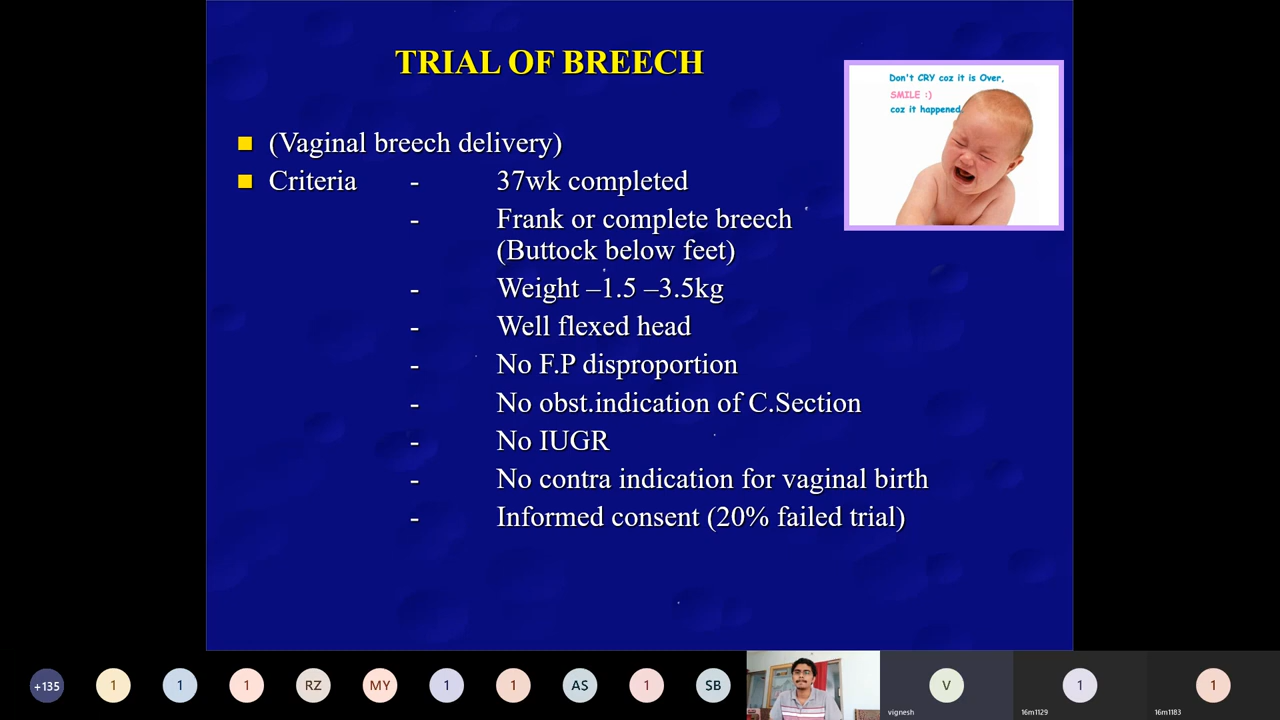 TRIAL OF BREECH
Don't CRY coz it is Over,
SMILE :)
coz it happened
(Vaginal breech delivery)
Criteria - 37wk completed
- Frank or complete breech
(Buttock below feet)
- Weight –1.5 –3.5kg
- Well flexed head
- No F.P disproportion
- No obst.indication of C.Section
- No IUGR
- No contra indication for vaginal birth
- Informed consent (20% failed trial)
+135 1 1 1 RZ MY 1 1 AS 1 SB V 1 1
vignesh 16m1129 16m1183